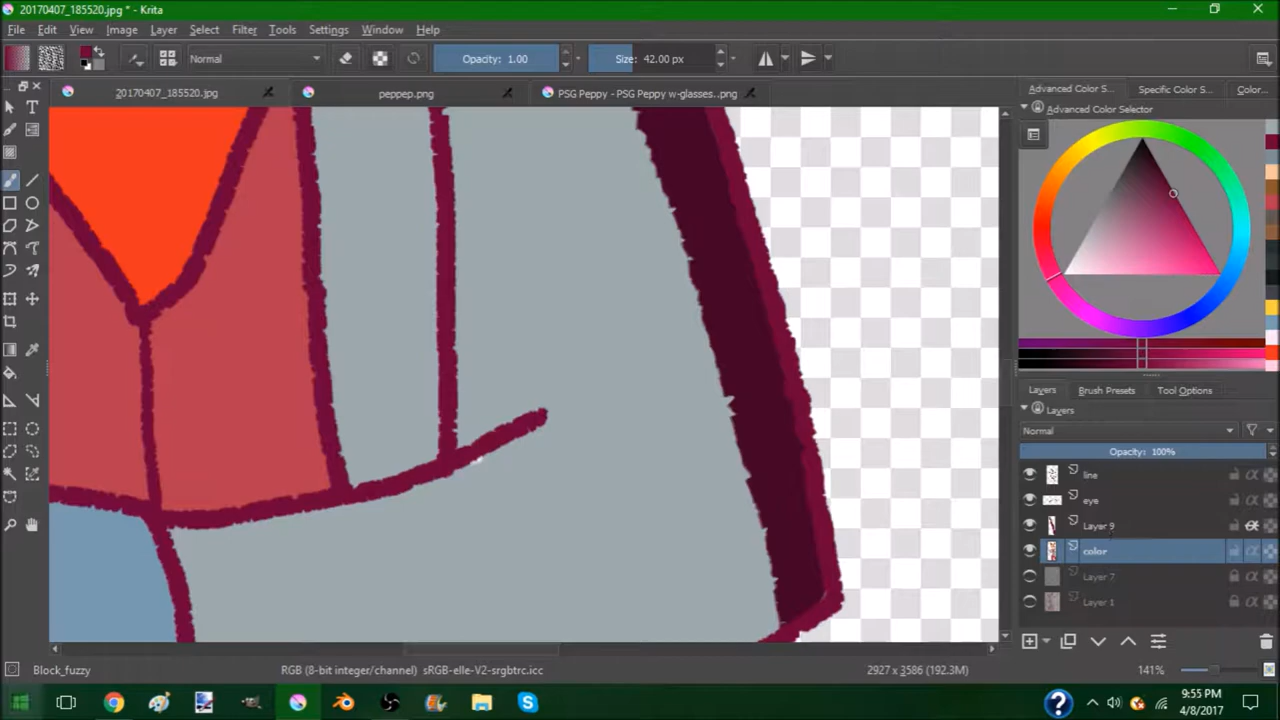 20170407_185520.jpg * - Krita
File Edit View Image Layer Select Filter Tools Settings Window Help
Normal Opacity: 1.00 Size: 42.00 px
20170407_185520.jpg peppep.png PSG Peppy - PSG Peppy w-glasses..png
Advanced Color S... Specific Color S... Color...
Advanced Color Selector
Layers Brush Presets Tool Options
Layers
Normal
Opacity: 100%
line
eye
Layer 9
color
Layer 7
Layer 1
Block_fuzzy RGB (8-bit integer/channel) sRGB-elle-V2-srgbtrc.icc 2927 x 3586 (192.3M) 141%
9:55 PM
4/8/2017